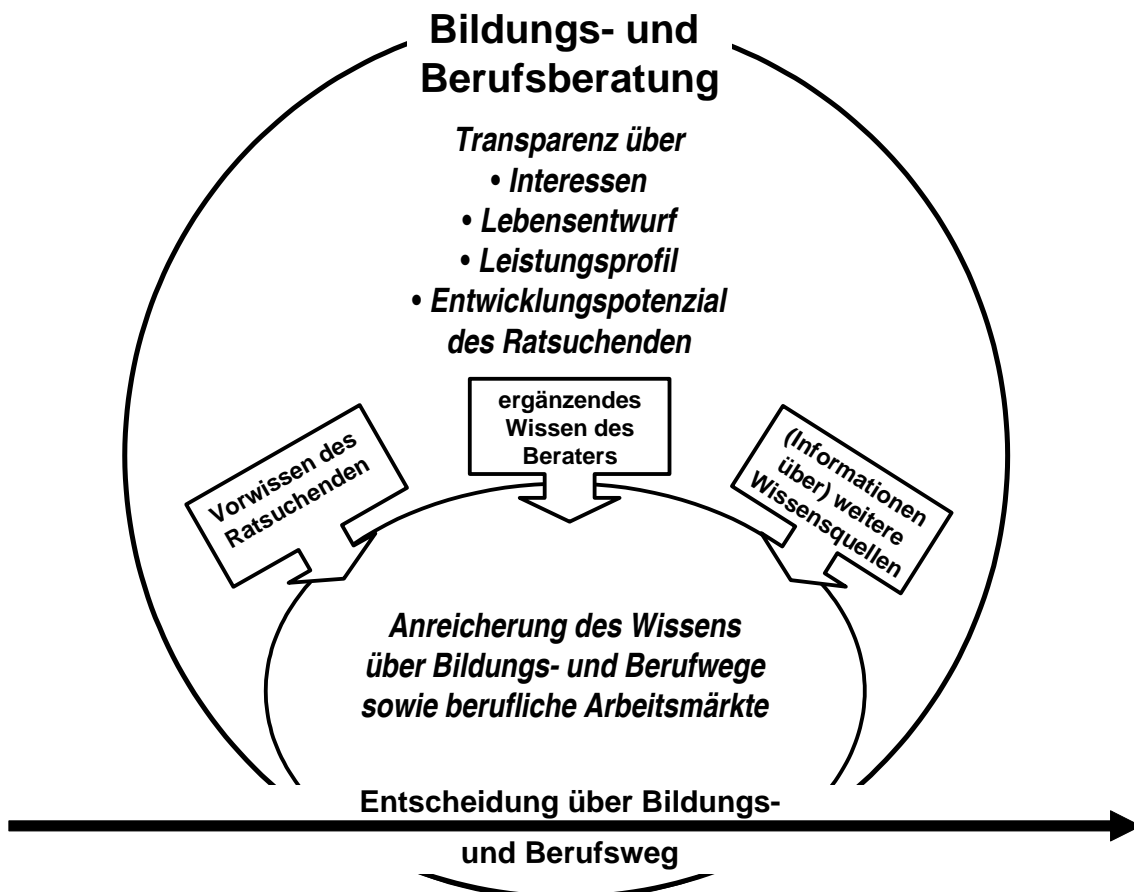 Bildungs- und
Berufsberatung
Transparenz über
• Interessen
• Lebensentwurf
• Leistungsprofil
• Entwicklungspotenzial
des Ratsuchenden
Vorwissen des
Ratsuchenden
ergänzendes
Wissen des
Beraters
(Informationen
über) weitere
Wissensquellen
Anreicherung des Wissens
über Bildungs- und Berufwege
sowie berufliche Arbeitsmärkte
Entscheidung über Bildungs-
und Berufsweg